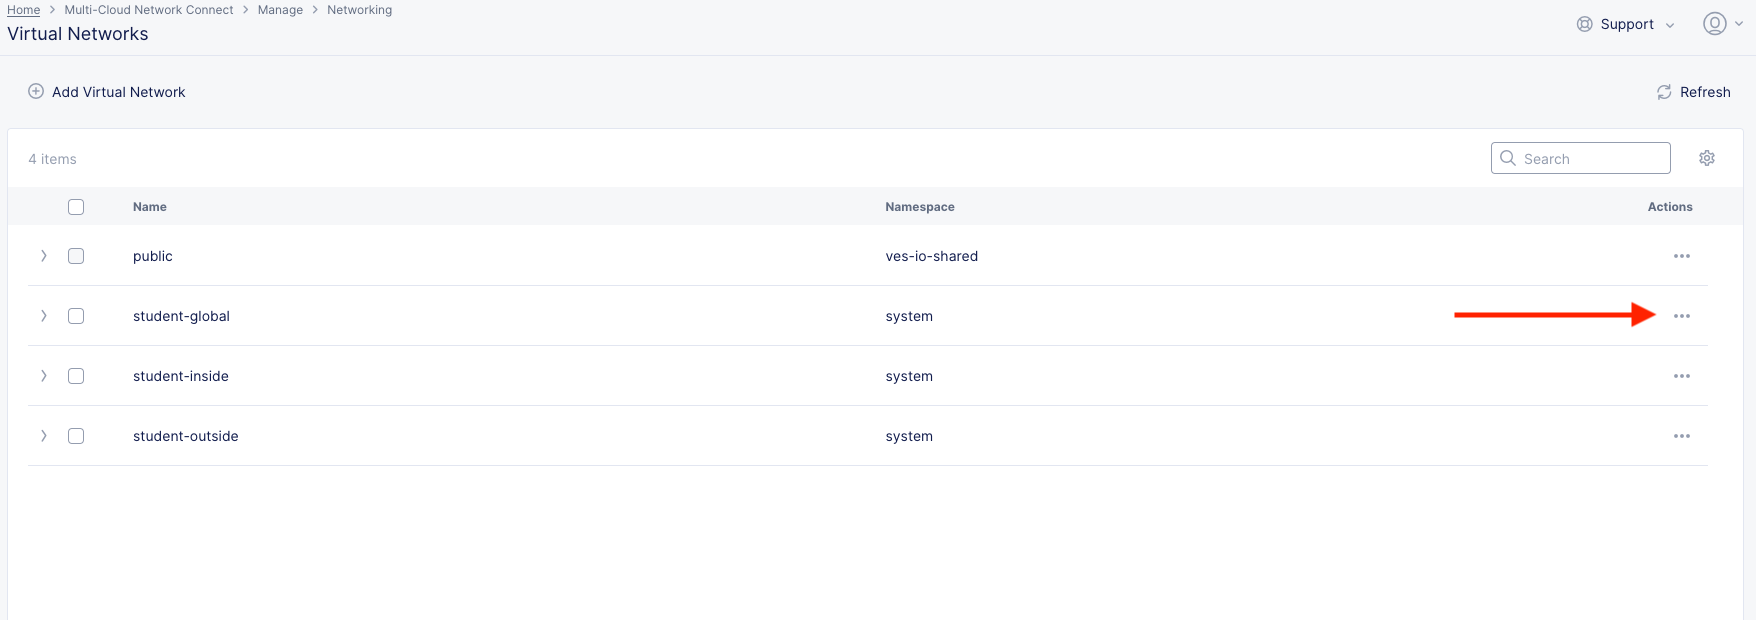 Home > Multi-Cloud Network Connect > Manage > Networking
Virtual Networks
Support
Add Virtual Network
Refresh
4 items
Search
Name Namespace Actions
public ves-io-shared
student-global system
student-inside system
student-outside system